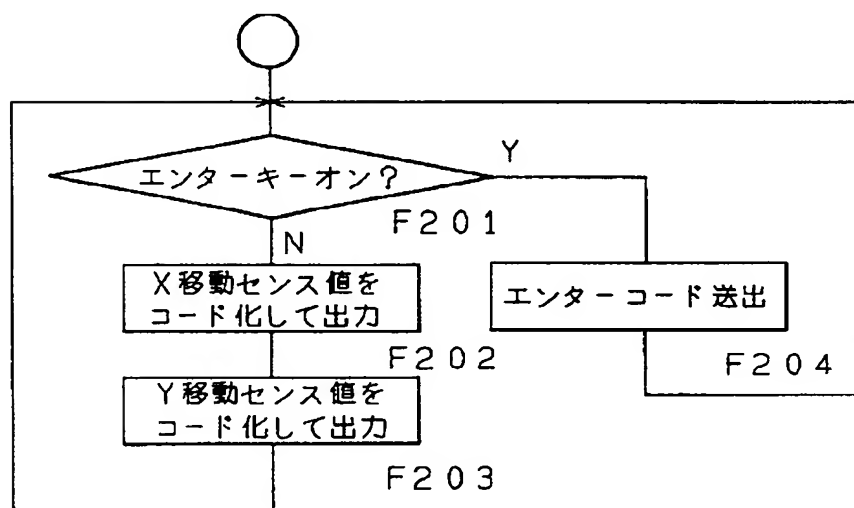 Y
エンターキーオン？
F201
N
X移動センス値を
コード化して出力
F202
エンターコード送出
F204
Y移動センス値を
コード化して出力
F203